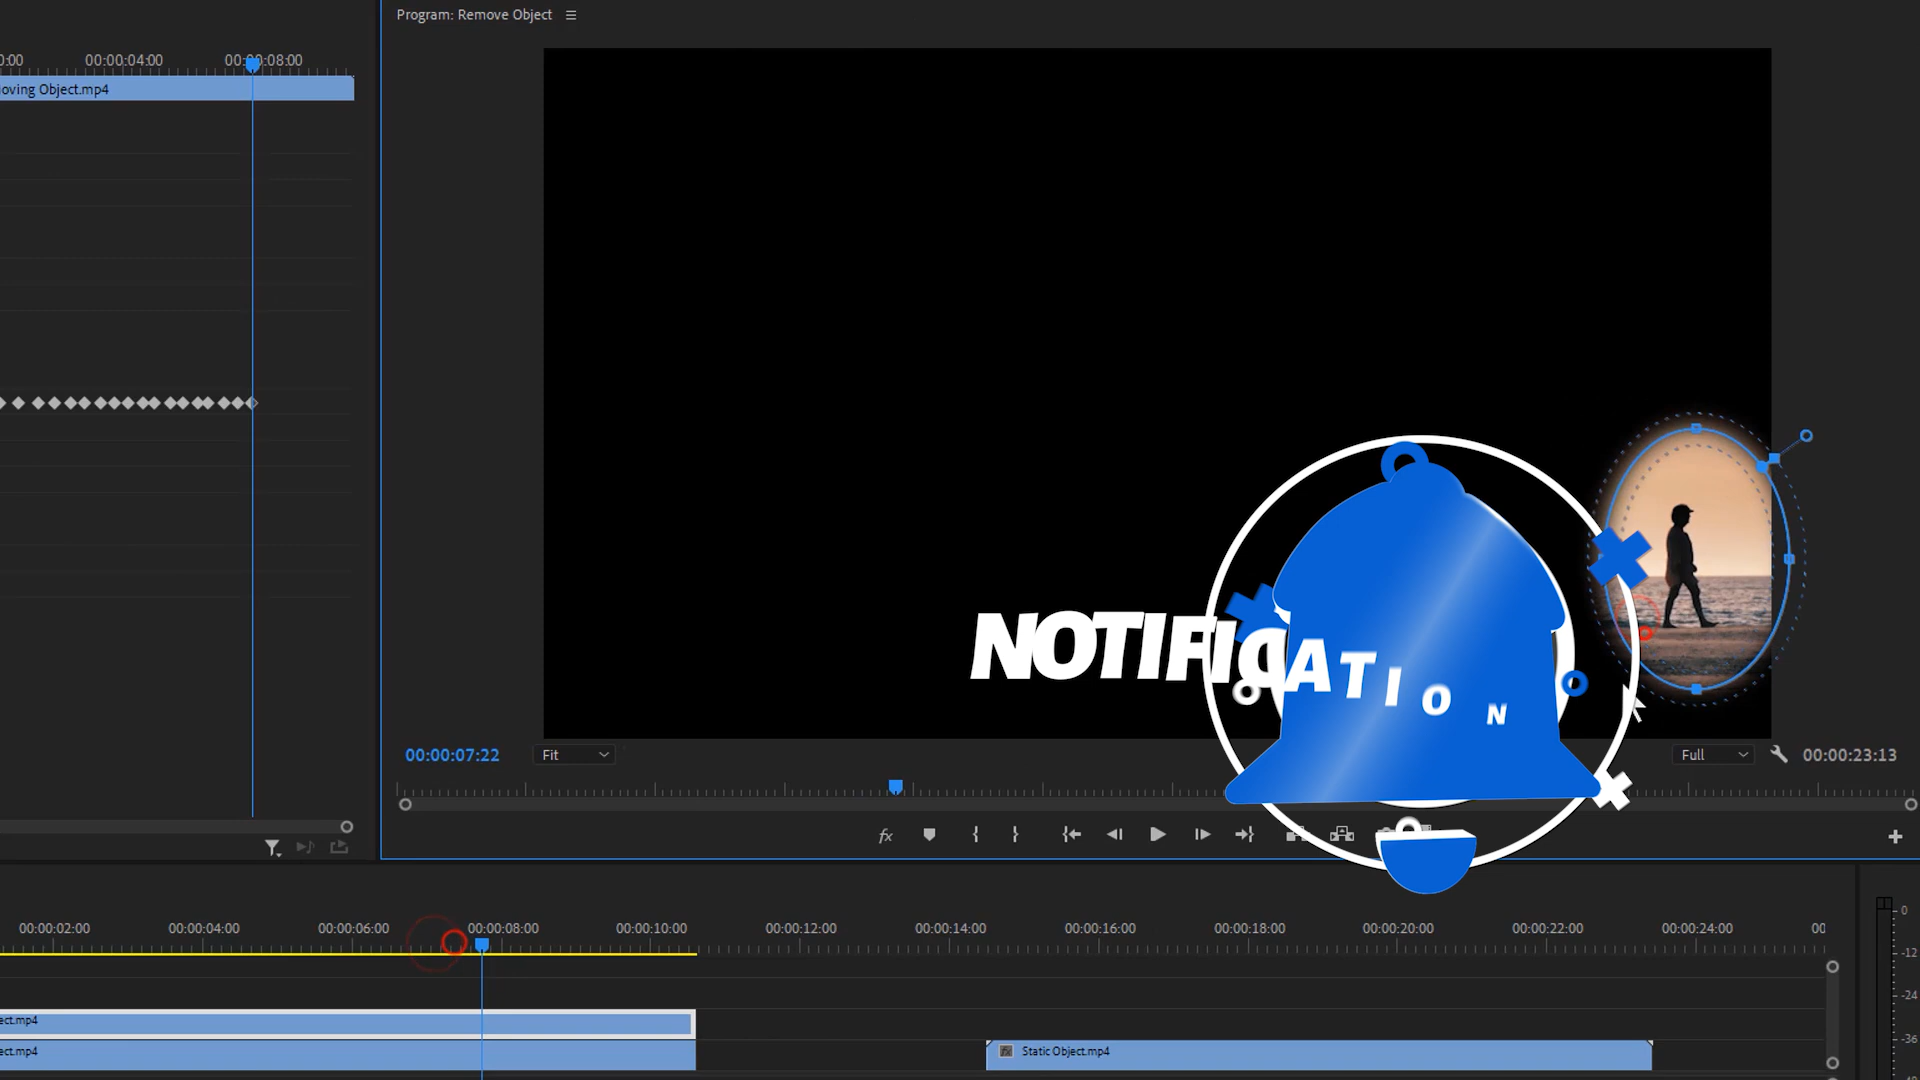 Program: Remove Object
0:00
00:00:04:00
00:00:08:00
oving Object.mp4
NOTIFICATION
00:00:07:22
Fit
Full
00:00:23:13
fx
00:00:02:00
00:00:04:00
00:00:06:00
00:00:08:00
00:00:10:00
00:00:12:00
00:00:14:00
00:00:16:00
00:00:18:00
00:00:20:00
00:00:22:00
00:00:24:00
00
0
-12
-24
-36
ect.mp4
ect.mp4
fx Static Object.mp4